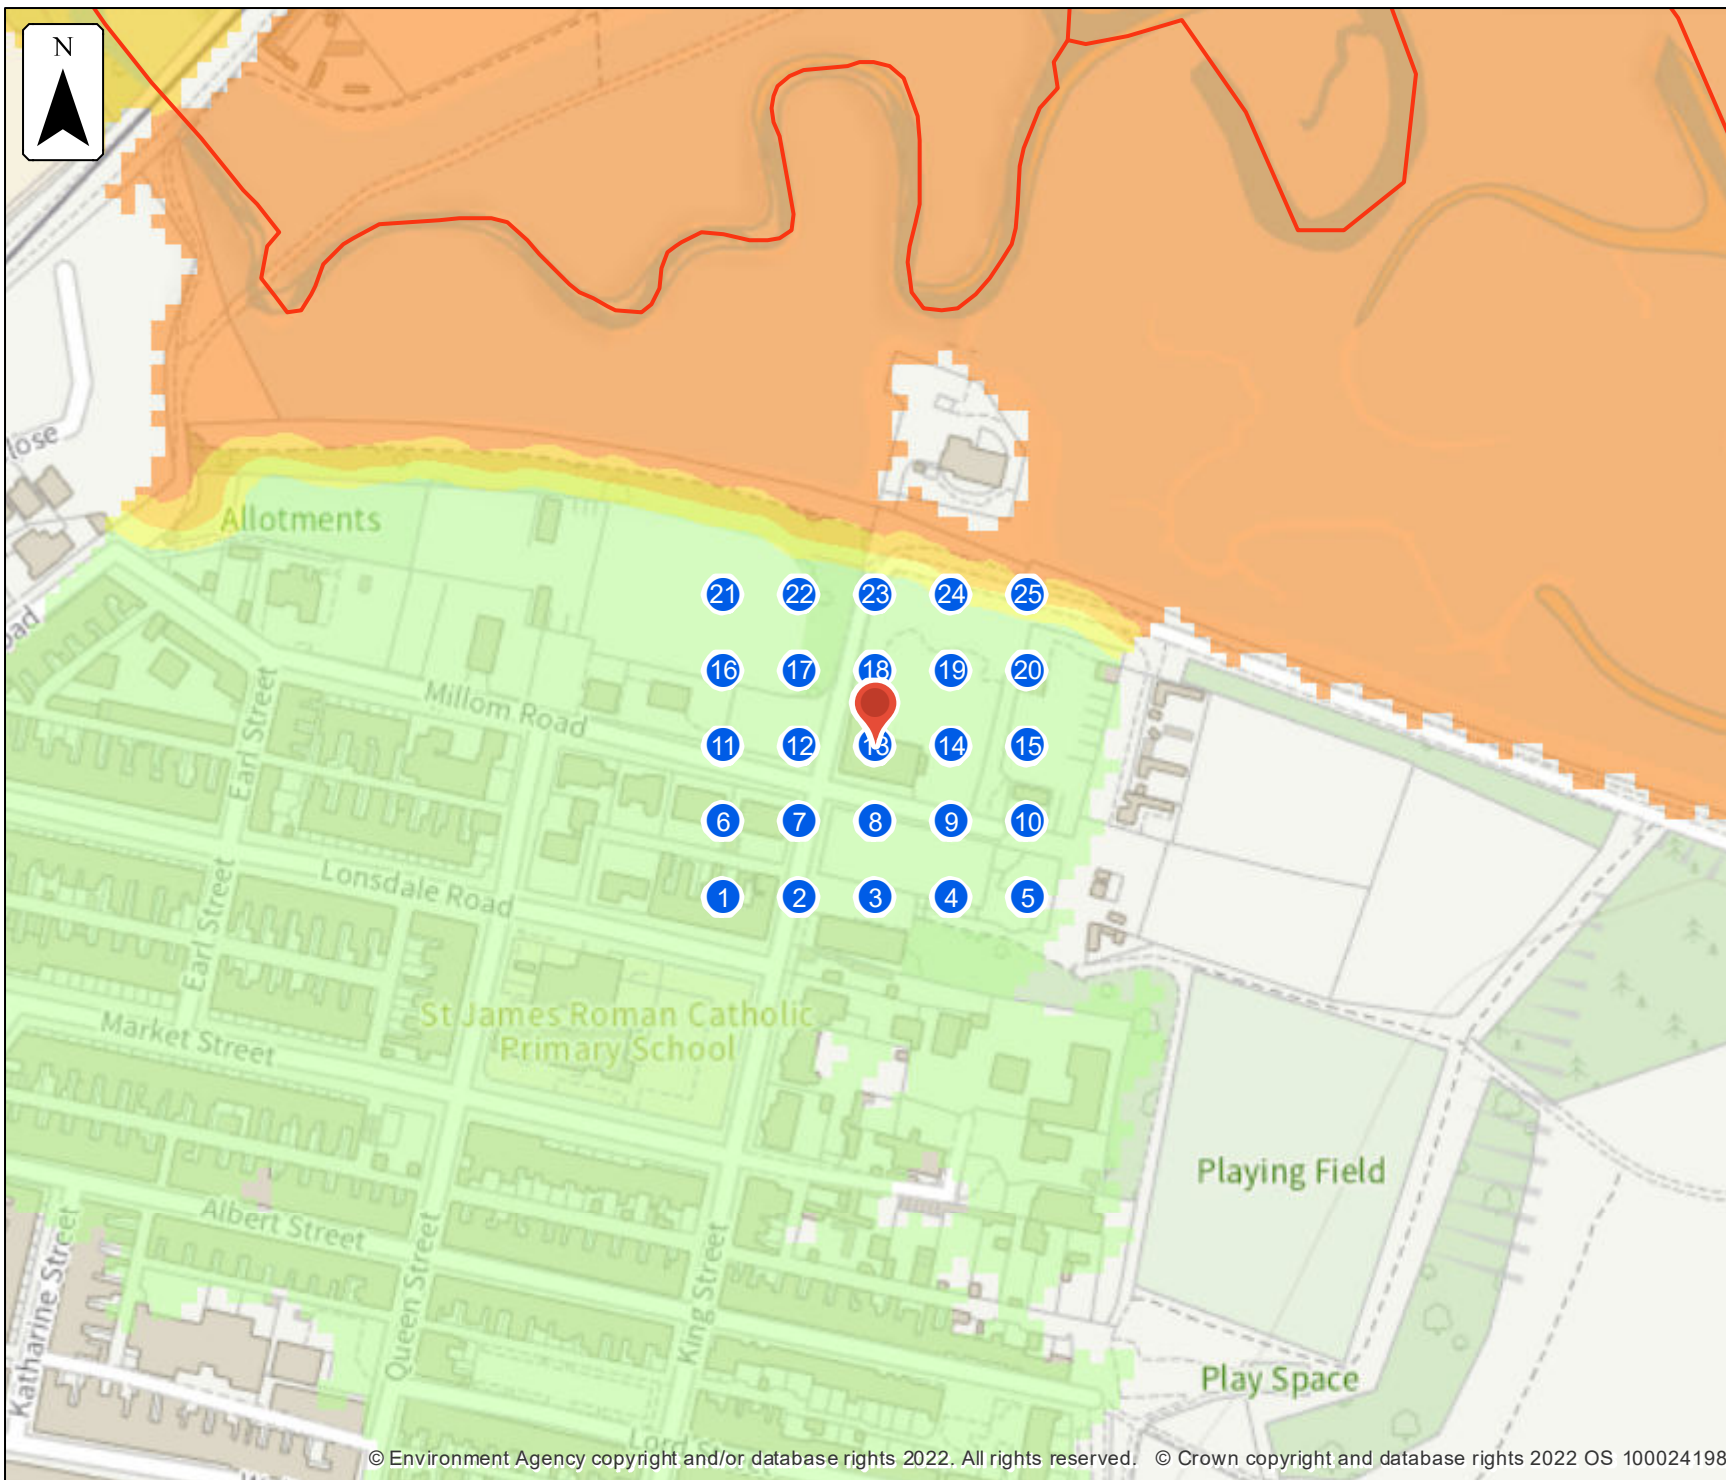 N
lose
Allotments
oad
21 22 23 24 25
16 17 18 19 20
Millom Road
Earl Street
11 12 13 14 15
6 7 8 9 10
Lonsdale Road
1 2 3 4 5
Earl Street
St James Roman Catholic
Primary School
Market Street
Playing Field
Albert Street
Katharine Street
Queen Street
King Street
Play Space
© Environment Agency copyright and/or database rights 2022. All rights reserved. © Crown copyright and database rights 2022 OS 100024198